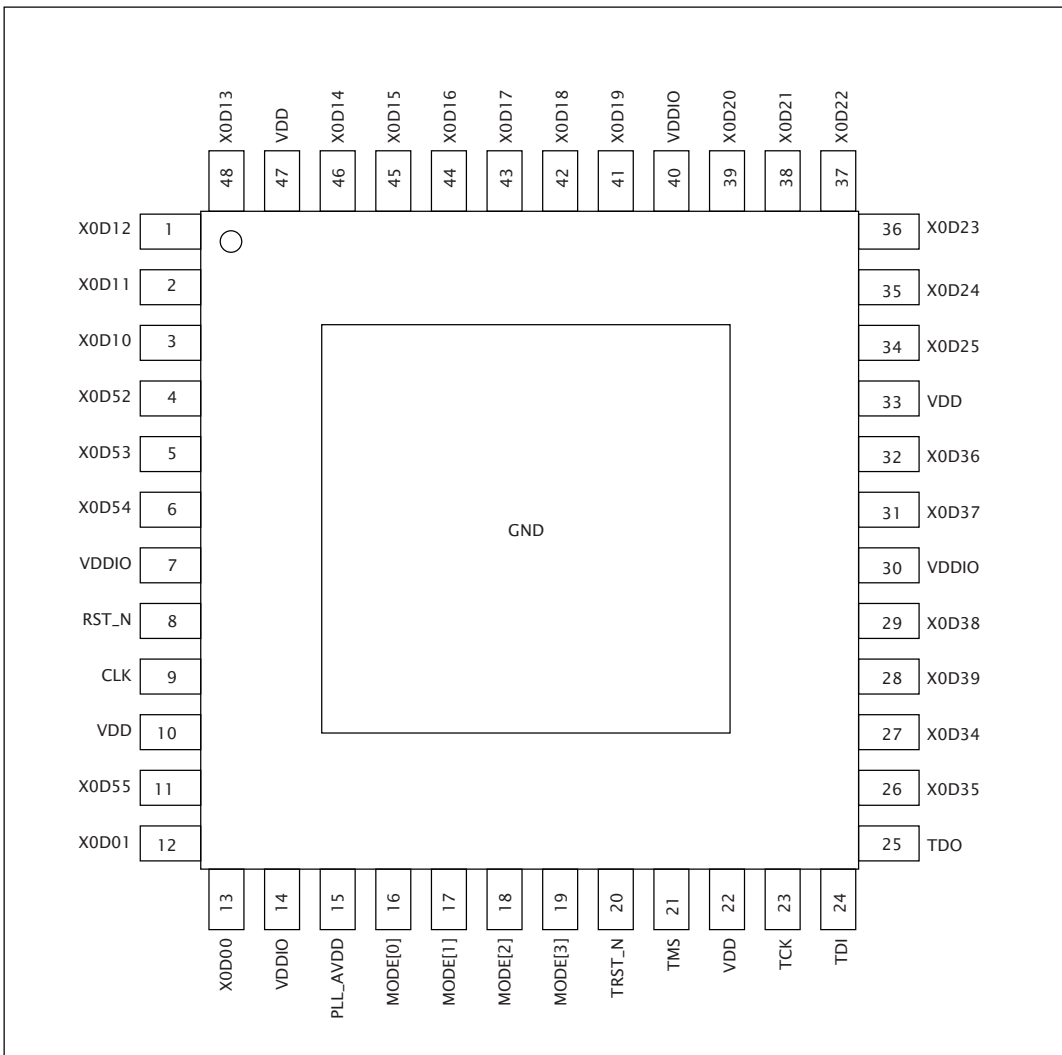 X0D13 VDD X0D14 X0D15 X0D16 X0D17 X0D18 X0D19 VDDIO X0D20 X0D21 X0D22
48 47 46 45 44 43 42 41 40 39 38 37
X0D12 1 36 X0D23
X0D11 2 35 X0D24
X0D10 3 34 X0D25
X0D52 4 33 VDD
X0D53 5 32 X0D36
X0D54 6 31 X0D37
GND
VDDIO 7 30 VDDIO
RST_N 8 29 X0D38
CLK 9 28 X0D39
VDD 10 27 X0D34
X0D55 11 26 X0D35
X0D01 12 25 TDO
13 14 15 16 17 18 19 20 21 22 23 24
X0D00 VDDIO PLL_AVDD MODE[0] MODE[1] MODE[2] MODE[3] TRST_N TMS VDD TCK TDI